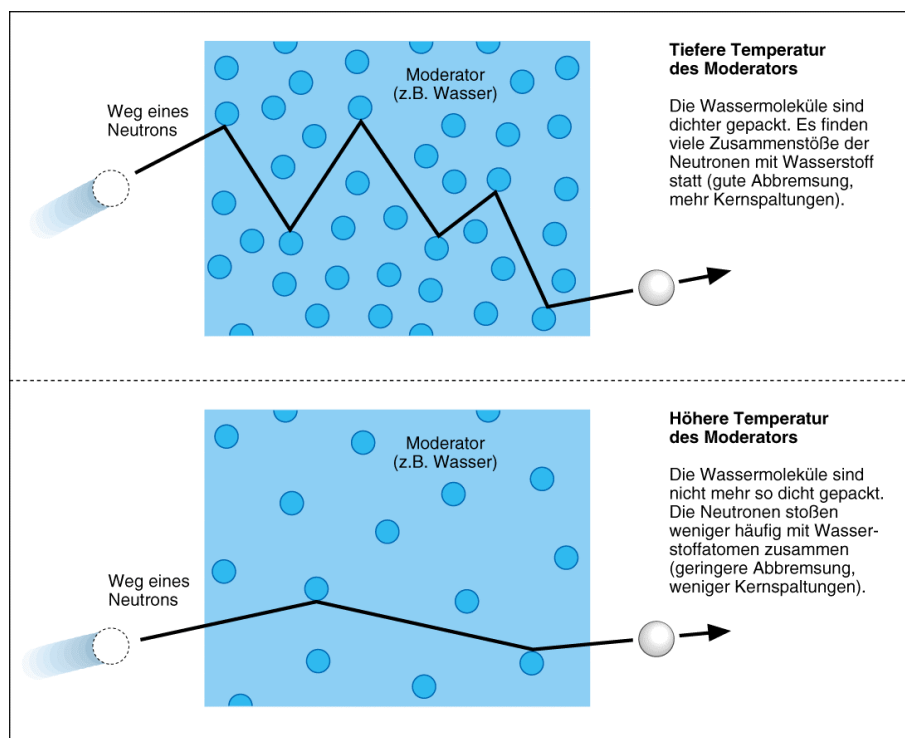 Weg eines
Neutrons
Moderator
(z.B. Wasser)
Tiefere Temperatur
des Moderators
Die Wassermoleküle sind
dichter gepackt. Es finden
viele Zusammenstöße der
Neutronen mit Wasserstoff
statt (gute Abbremsung,
mehr Kernspaltungen).
Weg eines
Neutrons
Moderator
(z.B. Wasser)
Höhere Temperatur
des Moderators
Die Wassermoleküle sind
nicht mehr so dicht gepackt.
Die Neutronen stoßen
weniger häufig mit Wasser-
stoffatomen zusammen
(geringere Abbremsung,
weniger Kernspaltungen).